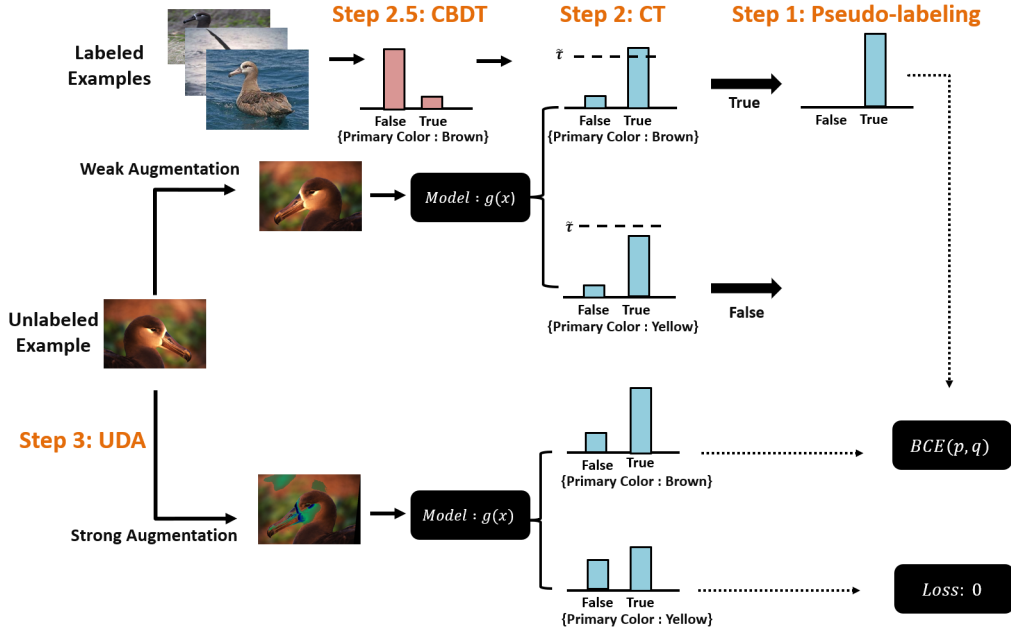 Step 2.5: CBDT
Step 2: CT
Step 1: Pseudo-labeling
Labeled
Examples
False True
{Primary Color : Brown}
τ̃
False True
{Primary Color : Brown}
True
False True
Weak Augmentation
Model : g(x)
τ̃
False True
{Primary Color : Yellow}
False
Unlabeled
Example
Step 3: UDA
False True
{Primary Color : Brown}
BCE(p, q)
Strong Augmentation
Model : g(x)
False True
{Primary Color : Yellow}
Loss: 0